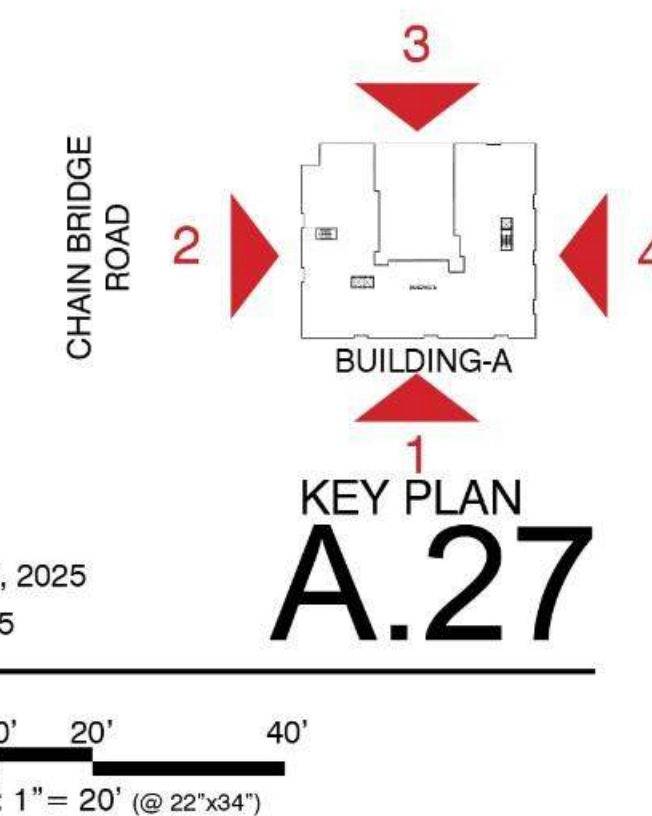 3
CHAIN BRIDGE
ROAD
2
4
BUILDING-A
1
KEY PLAN
A.27
, 2025
5
0' 20' 40'
: 1”= 20’ (@ 22”x34”)